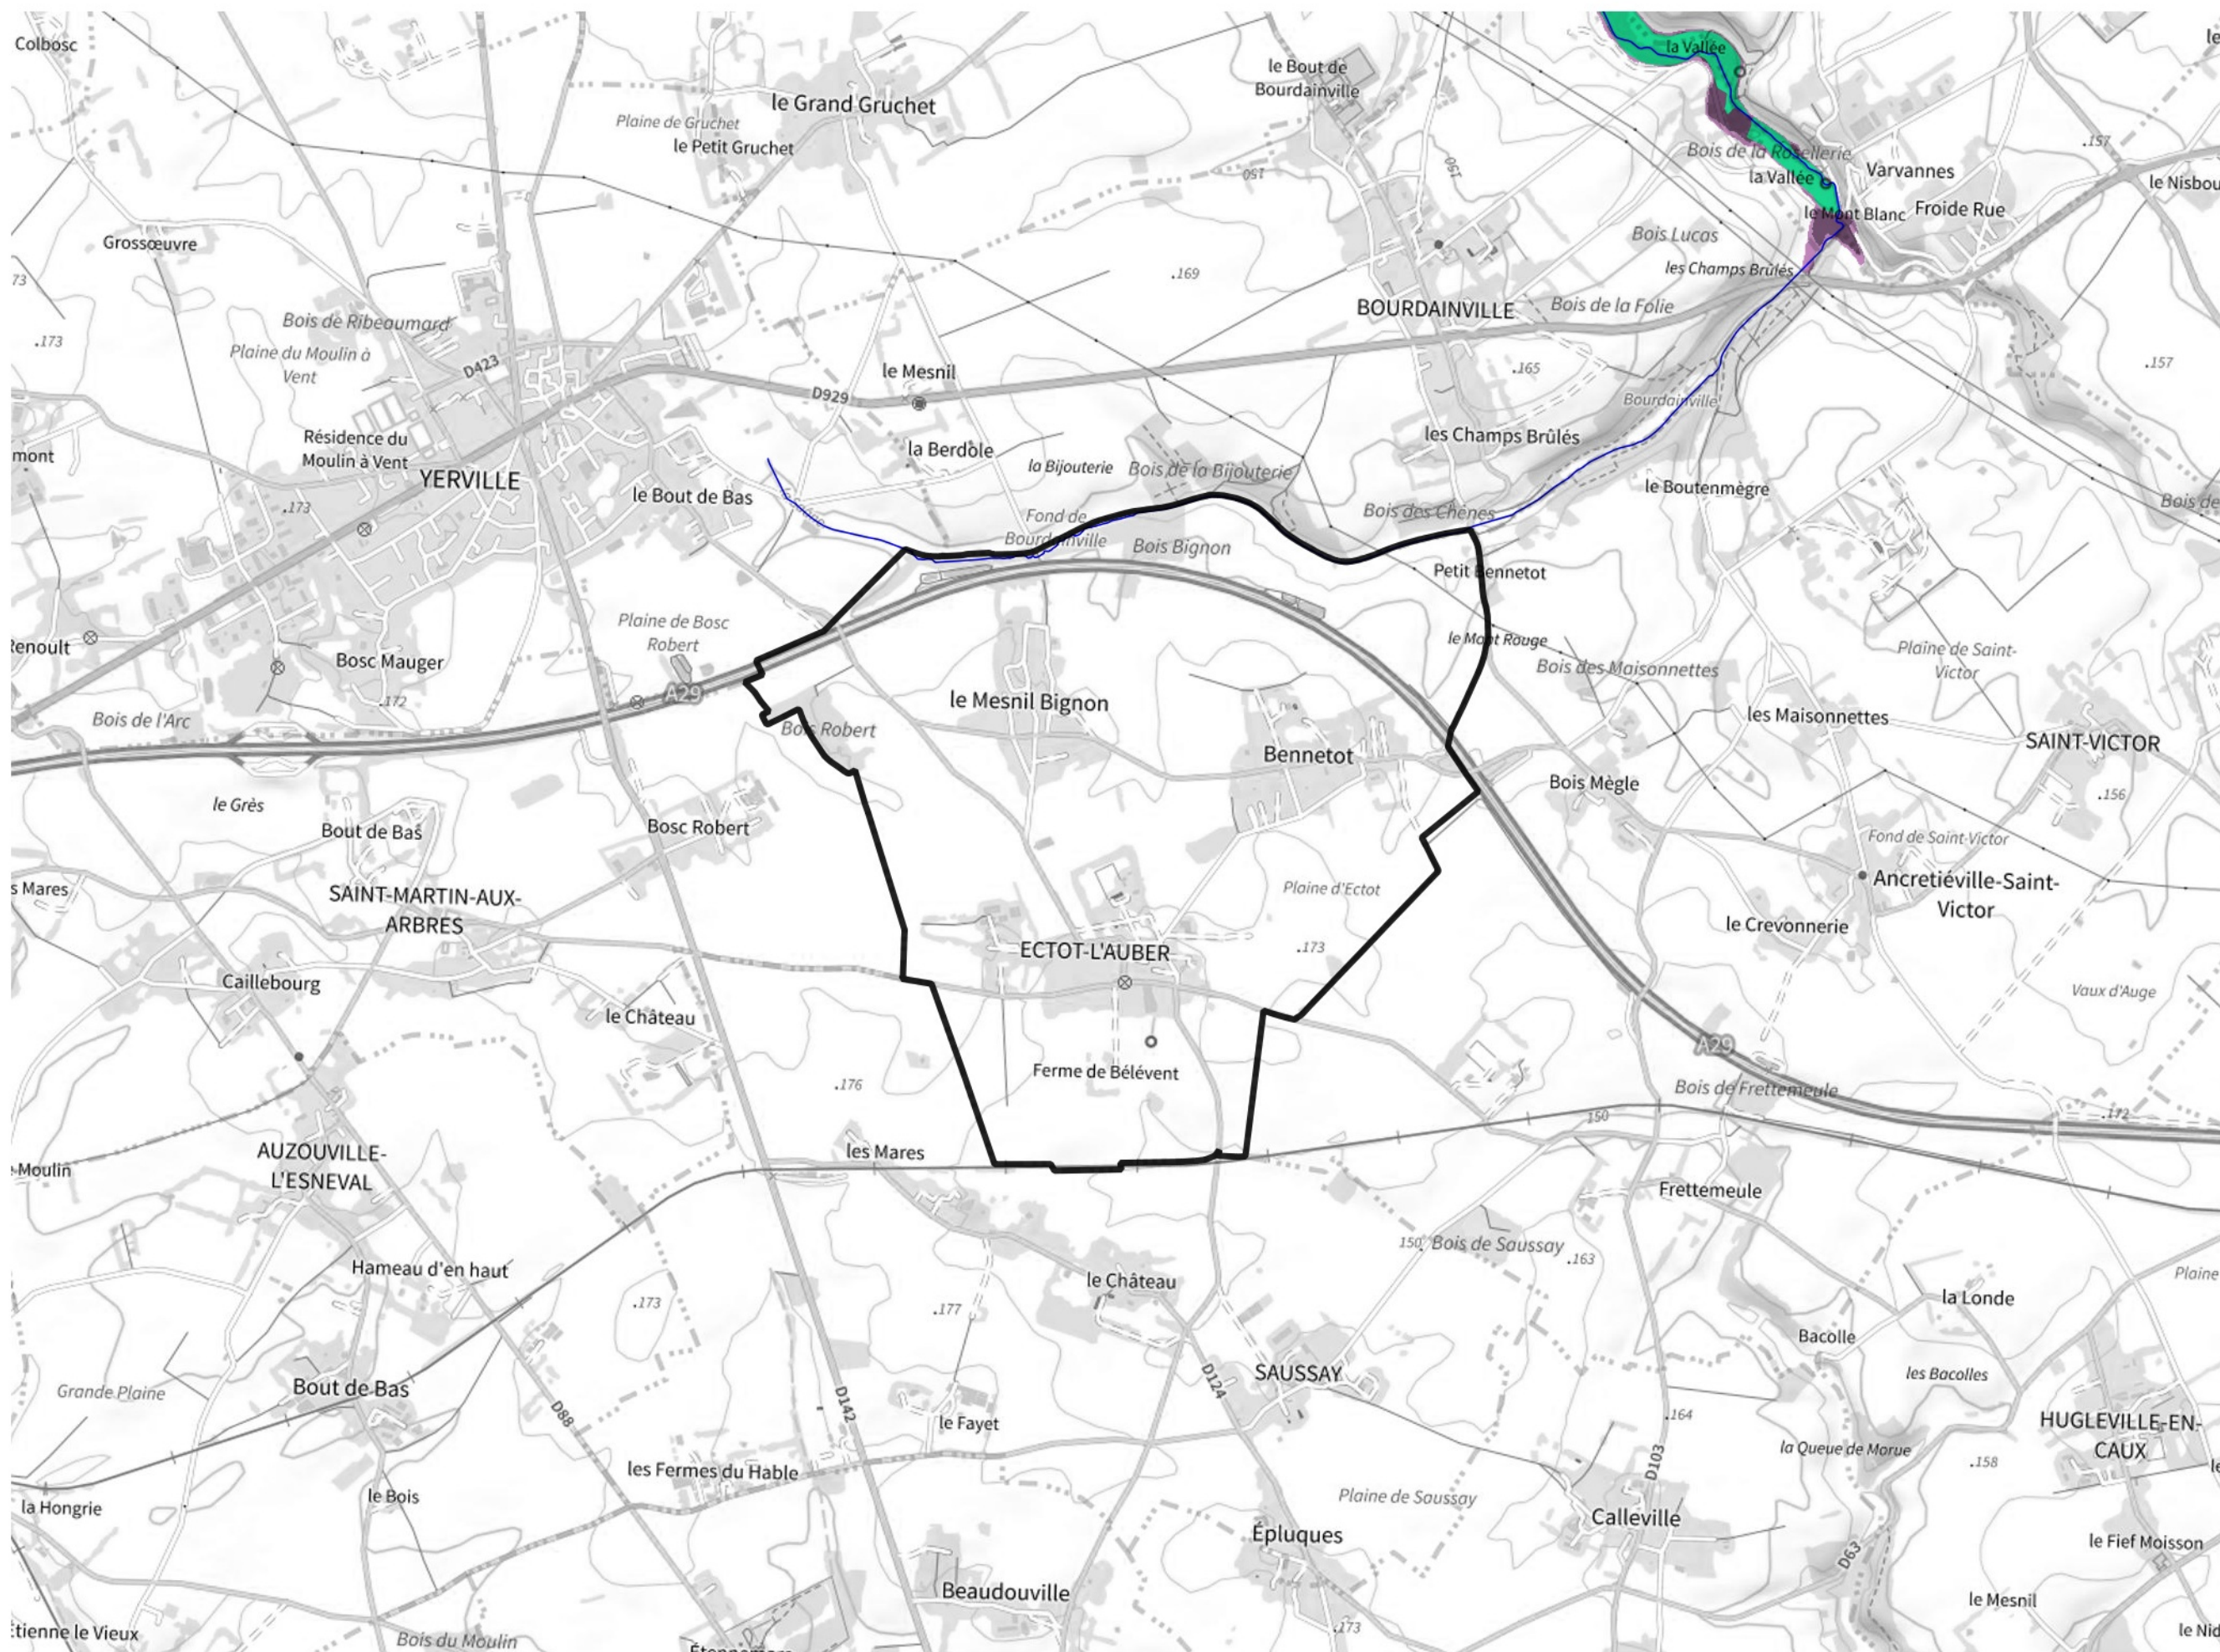 Colbosc
la Vallée
le Bout de
Bourdainville
le Grand Gruchet
Plaine de Gruchet
le Petit Gruchet
.157
Bois de la Rosellerie
Varvannes
la Vallée
150
150
le Mont Blanc
Froide Rue
Grossœuvre
Bois Lucas
les Champs Brûlés
.169
73
BOURDAINVILLE
Bois de la Folie
Bois de Ribeaumard
.173
Plaine du Moulin à
Vent
D423
le Mesnil
.165
.157
D929
Bourdainville
Résidence du
Moulin à Vent
mont
YERVILLE
la Berdole
les Champs Brûlés
la Bijouterie
Bois de la Bijouterie
le Bout de Bas
le Boutenmègre
.173
Bois des Chênes
Fond de
Bourdainville
Bois Bignon
Petit Bennetot
Plaine de Bosc
Robert
le Mont Rouge
Bosc Mauger
Plaine de Saint-
Victor
Bois des Maisonnettes
A29
.172
le Mesnil Bignon
Bois de l'Arc
Bois Robert
les Maisonnettes
SAINT-VICTOR
Bennetot
Bois Mègle
.156
le Grès
Bout de Bas
Bosc Robert
Fond de Saint-Victor
s Mares
SAINT-MARTIN-AUX-
ARBRES
Plaine d'Ectot
Ancretiéville-Saint-
Victor
le Crevonnerie
ECTOT-L'AUBER
.173
Caillebourg
Vaux d'Auge
le Château
A29
Ferme de Bélévent
.176
Bois de Frettemeule
150
.172
AUZOUVILLE-
L'ESNEVAL
les Mares
Moulin
Frettemeule
150
Bois de Saussay
.163
Hameau d'en haut
le Château
Plaine
.173
.177
la Londe
Bacolle
SAUSSAY
les Bacolles
Grande Plaine
Bout de Bas
D124
D142
D88
le Fayet
.164
HUGLEVILLE-EN-
CAUX
la Queue de Morue
D103
.158
les Fermes du Hable
le Bois
Plaine de Saussay
la Hongrie
Calleville
Épluques
le Fief Moisson
D63
Beaudouville
le Mesnil
.173
Étienne le Vieux
Bois du Moulin
le Nid